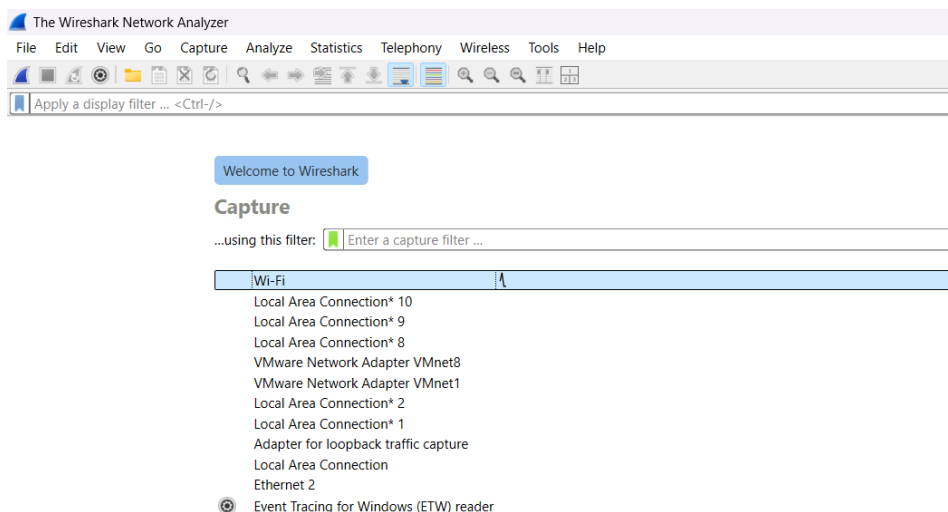 The Wireshark Network Analyzer
File Edit View Go Capture Analyze Statistics Telephony Wireless Tools Help
Apply a display filter ... <Ctrl-/>
Welcome to Wireshark
Capture
...using this filter: Enter a capture filter ...
Wi-Fi
Local Area Connection* 10
Local Area Connection* 9
Local Area Connection* 8
VMware Network Adapter VMnet8
VMware Network Adapter VMnet1
Local Area Connection* 2
Local Area Connection* 1
Adapter for loopback traffic capture
Local Area Connection
Ethernet 2
Event Tracing for Windows (ETW) reader